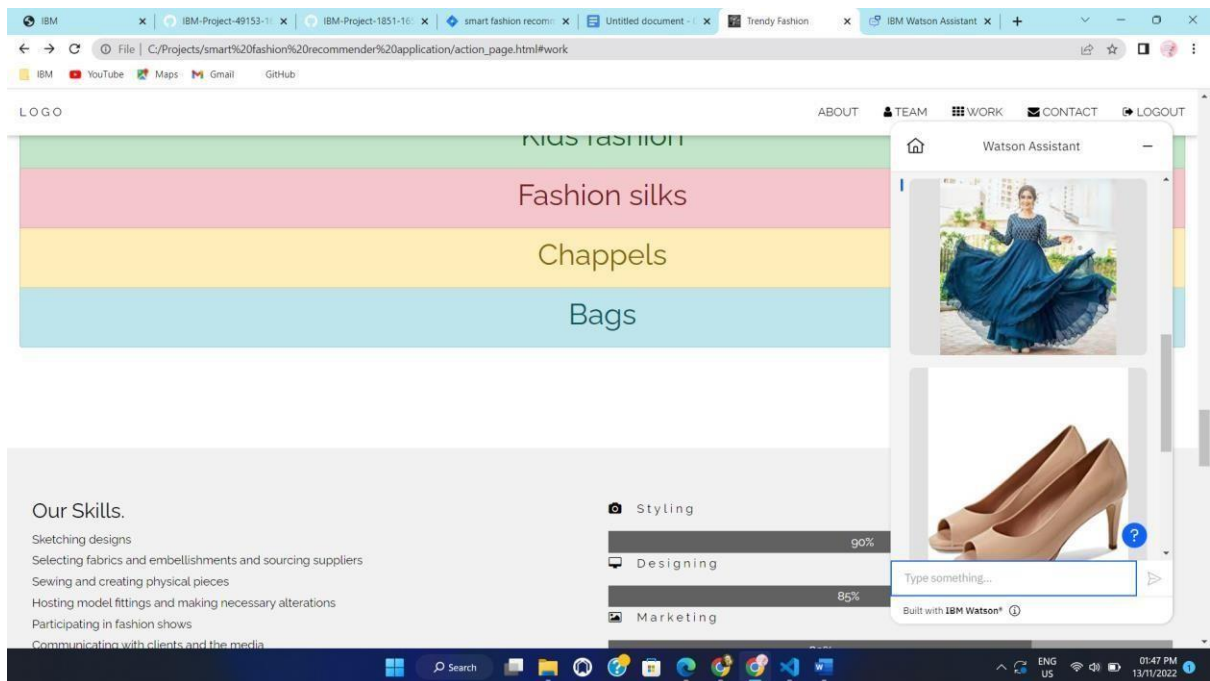 IBM
IBM-Project-49153-1
IBM-Project-1851-16
smart fashion recomm
Untitled document -
Trendy Fashion
IBM Watson Assistant
File | C:/Projects/smart%20fashion%20recommender%20application/action_page.html#work
IBM
YouTube
Maps
Gmail
GitHub
LOGO
ABOUT
TEAM
WORK
CONTACT
LOGOUT
Kids fashion
Fashion silks
Chappels
Bags
Our Skills.
Sketching designs
Selecting fabrics and embellishments and sourcing suppliers
Sewing and creating physical pieces
Hosting model fittings and making necessary alterations
Participating in fashion shows
Communicating with clients and the media
Styling
90%
Designing
85%
Marketing
Watson Assistant
?
Type something...
Built with IBM Watson®
Search
ENG
US
01:47 PM
13/11/2022
1